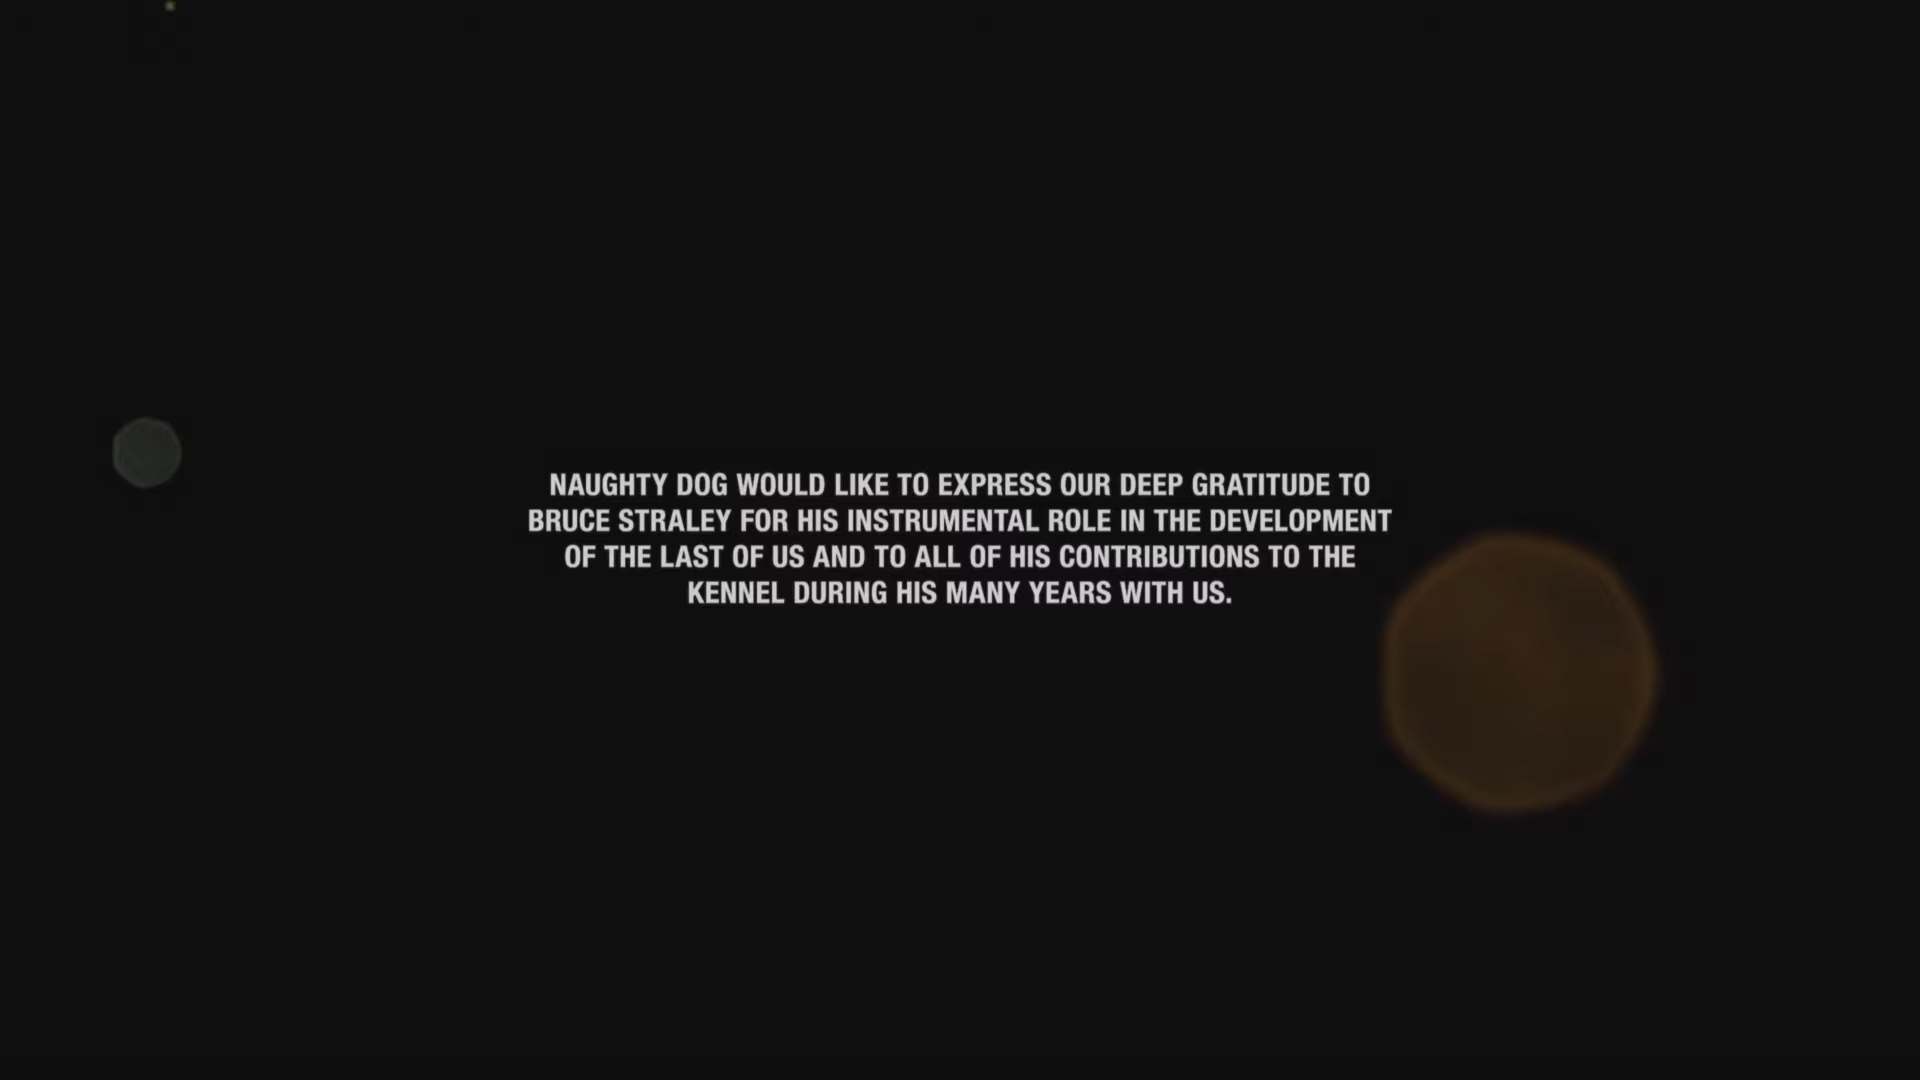 NAUGHTY DOG WOULD LIKE TO EXPRESS OUR DEEP GRATITUDE TO
BRUCE STRALEY FOR HIS INSTRUMENTAL ROLE IN THE DEVELOPMENT
OF THE LAST OF US AND TO ALL OF HIS CONTRIBUTIONS TO THE
KENNEL DURING HIS MANY YEARS WITH US.